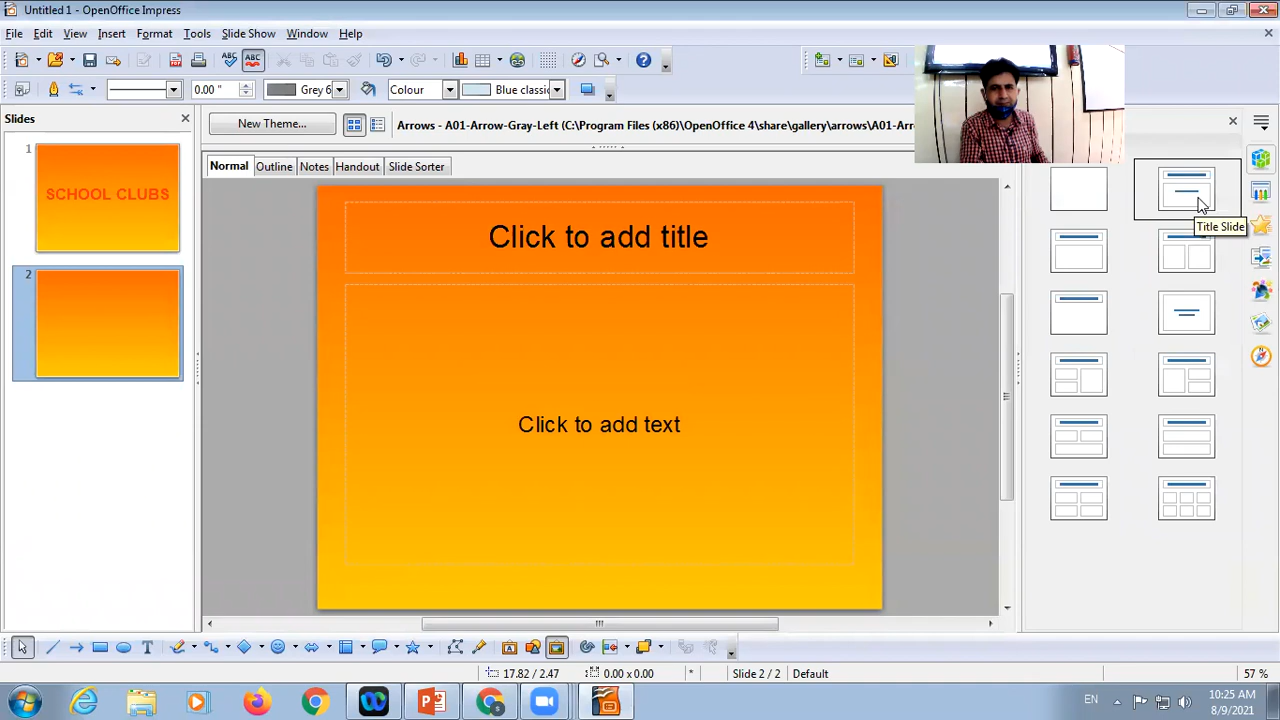 Untitled 1 - OpenOffice Impress
File Edit View Insert Format Tools Slide Show Window Help
0.00 " Grey 6 Colour Blue classic
Slides
New Theme...
Arrows - A01-Arrow-Gray-Left (C:\Program Files (x86)\OpenOffice 4\share\gallery\arrows\A01-Arr
Normal Outline Notes Handout Slide Sorter
1
SCHOOL CLUBS
2
Click to add title
Click to add text
Title Slide
17.82 / 2.47 0.00 x 0.00 * Slide 2 / 2 Default 57 %
EN
10:25 AM
8/9/2021